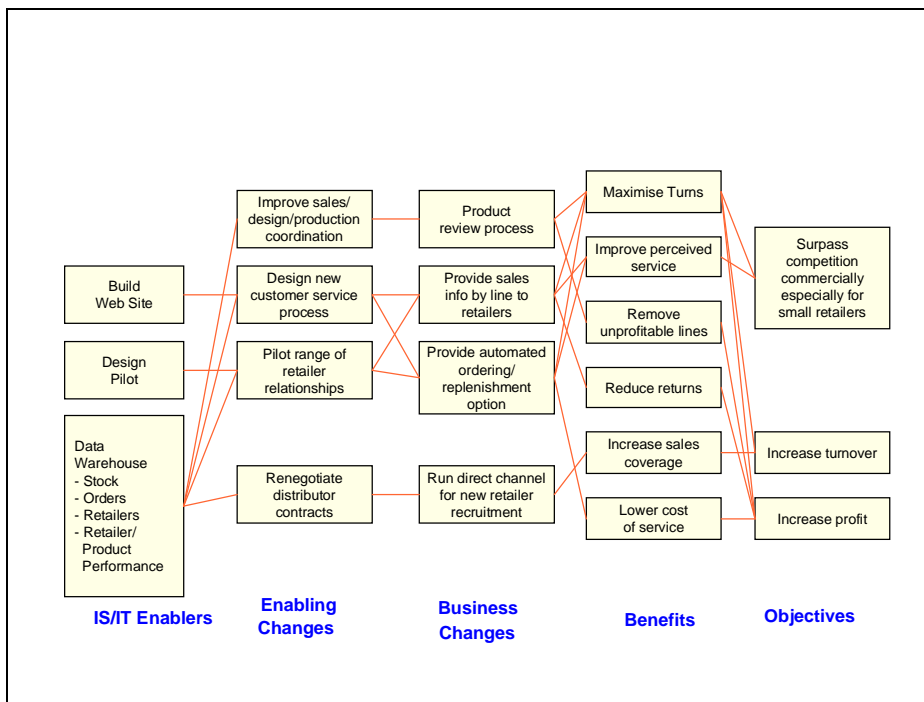 Build
Web Site
Design
Pilot
Data
Warehouse
- Stock
- Orders
- Retailers
- Retailer/
Product
Performance
IS/IT Enablers
Improve sales/
design/production
coordination
Design new
customer service
process
Pilot range of
retailer
relationships
Renegotiate
distributor
contracts
Enabling
Changes
Product
review process
Provide sales
info by line to
retailers
Provide automated
ordering/
replenishment
option
Run direct channel
for new retailer
recruitment
Business
Changes
Maximise Turns
Improve perceived
service
Remove
unprofitable lines
Reduce returns
Increase sales
coverage
Lower cost
of service
Benefits
Surpass
competition
commercially
especially for
small retailers
Increase turnover
Increase profit
Objectives